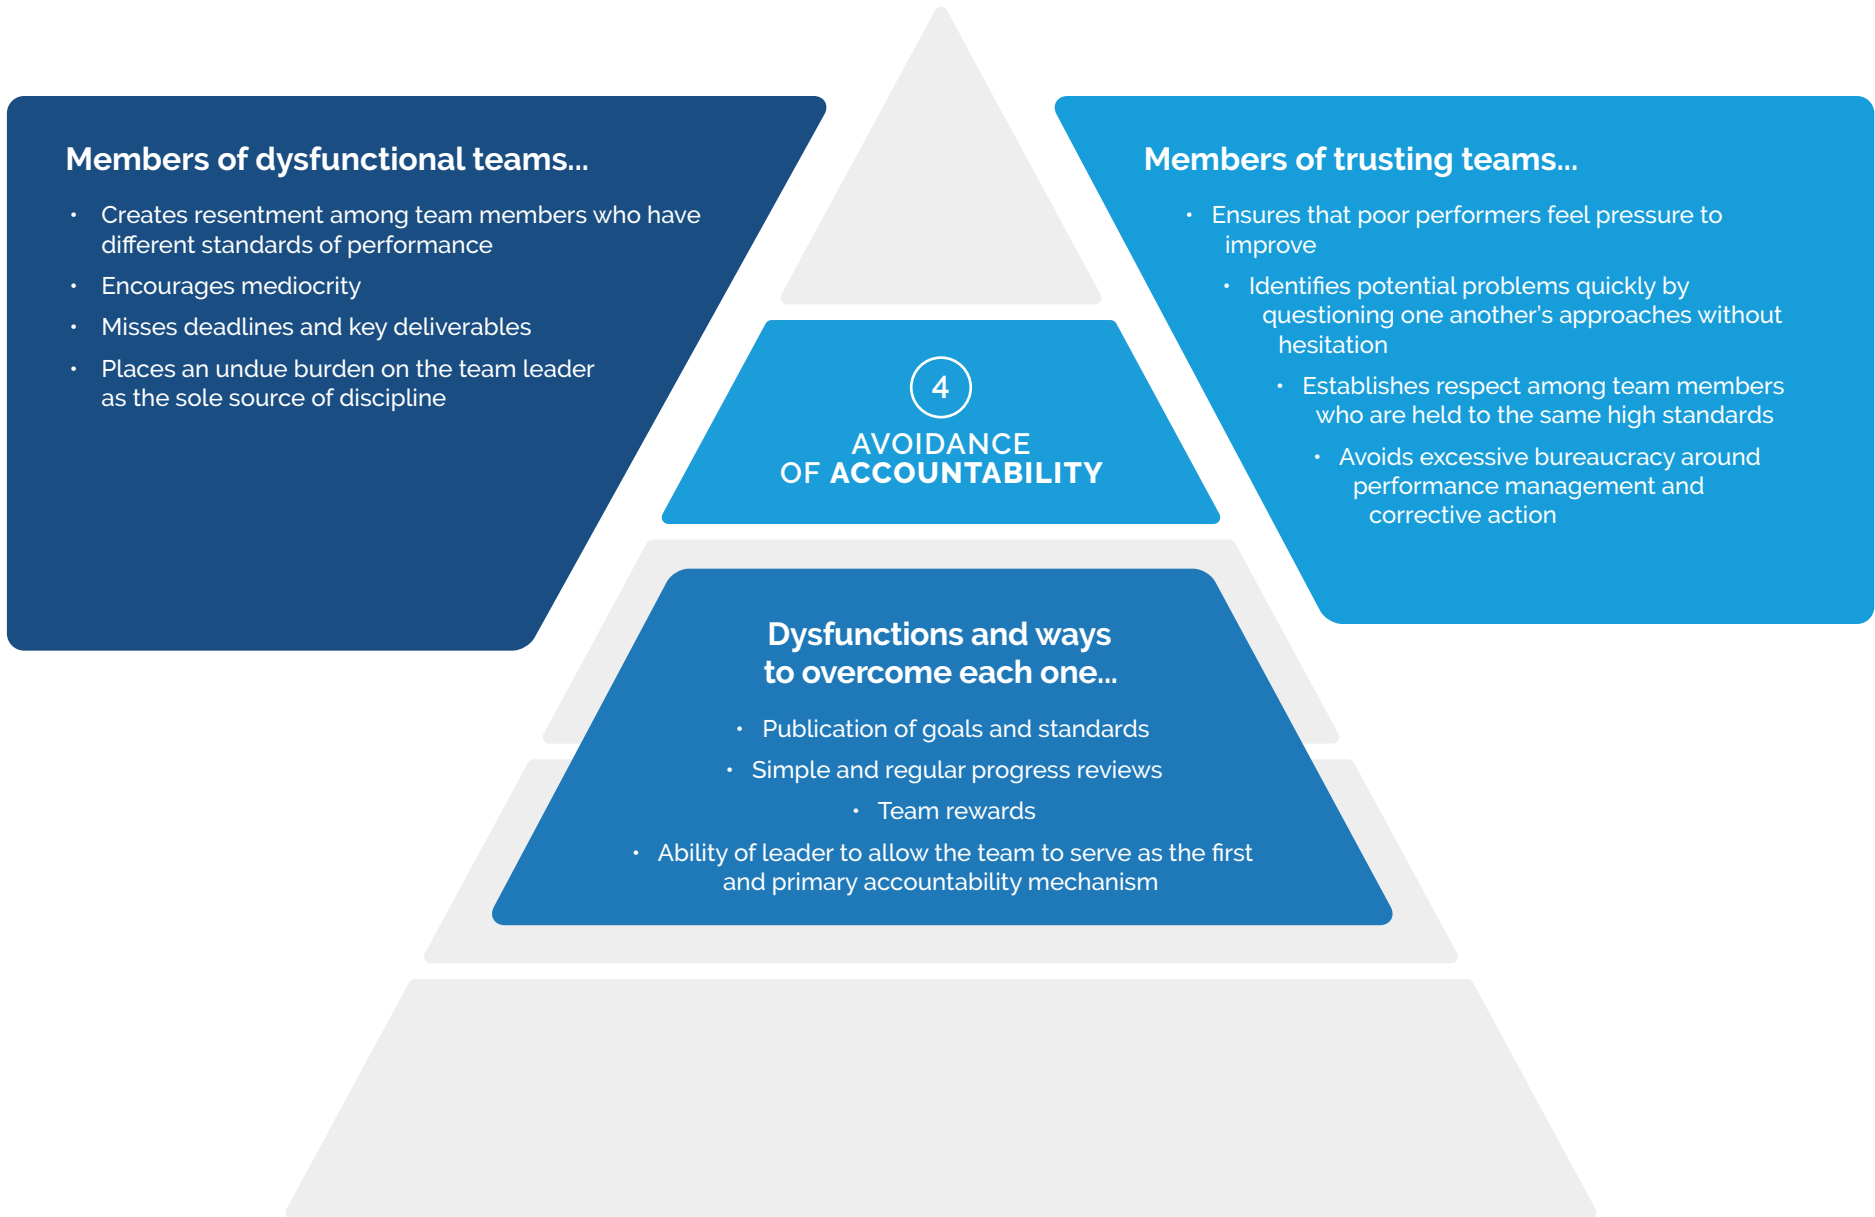 Members of dysfunctional teams...
• Creates resentment among team members who have
different standards of performance
• Encourages mediocrity
• Misses deadlines and key deliverables
• Places an undue burden on the team leader
as the sole source of discipline
Members of trusting teams...
• Ensures that poor performers feel pressure to
improve
• Identifies potential problems quickly by
questioning one another's approaches without
hesitation
• Establishes respect among team members
who are held to the same high standards
• Avoids excessive bureaucracy around
performance management and
corrective action
4
AVOIDANCE
OF ACCOUNTABILITY
Dysfunctions and ways
to overcome each one...
• Publication of goals and standards
• Simple and regular progress reviews
• Team rewards
• Ability of leader to allow the team to serve as the first
and primary accountability mechanism